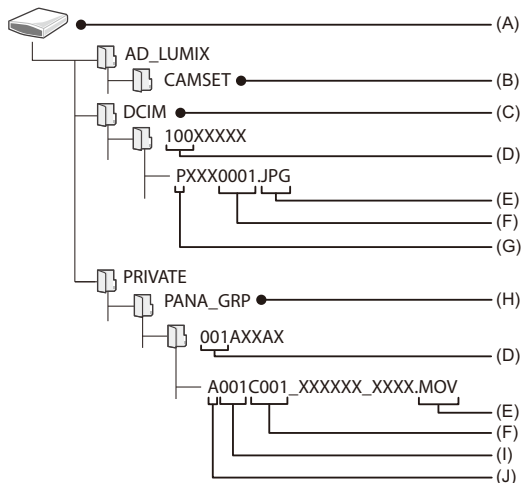 (A)
AD_LUMIX
CAMSET (B)
DCIM (C)
100XXXXX
(D)
PXXX0001.JPG
(E)
(F)
(G)
PRIVATE
PANA_GRP (H)
001AXXAX
(D)
A001C001_XXXXXX_XXXX.MOV
(E)
(F)
(I)
(J)